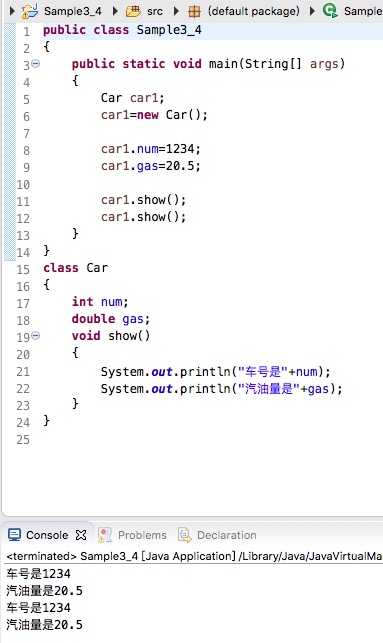 Sample3_4 src (default package) Sample
1 public class Sample3_4
2 {
3 public static void main(String[] args)
4 {
5 Car car1;
6 car1=new Car();
7
8 car1.num=1234;
9 car1.gas=20.5;
10
11 car1.show();
12 car1.show();
13 }
14 }
15 class Car
16 {
17 int num;
18 double gas;
19 void show()
20 {
21 System.out.println("车号是"+num);
22 System.out.println("汽油量是"+gas);
23 }
24 }
25
Console Problems Declaration
<terminated> Sample3_4 [Java Application] /Library/Java/JavaVirtualMa
车号是1234
汽油量是20.5
车号是1234
汽油量是20.5